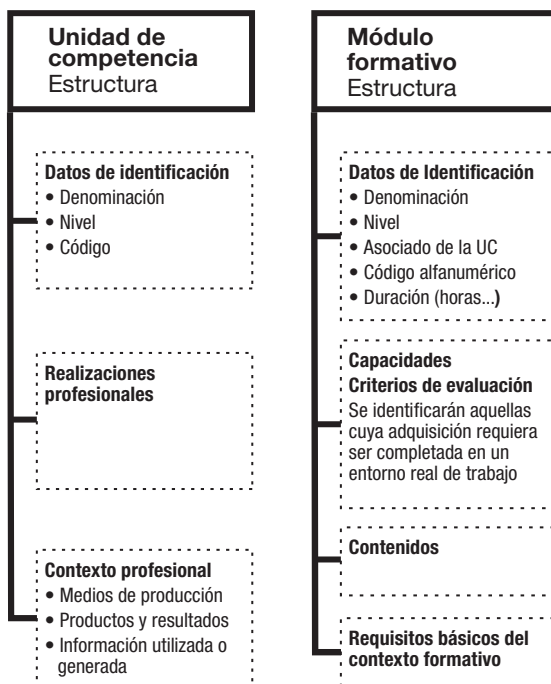 Unidad de
competencia
Estructura
Datos de identificación
• Denominación
• Nivel
• Código
Realizaciones
profesionales
Contexto profesional
• Medios de producción
• Productos y resultados
• Información utilizada o
generada
Módulo
formativo
Estructura
Datos de Identificación
• Denominación
• Nivel
• Asociado de la UC
• Código alfanumérico
• Duración (horas...)
Capacidades
Criterios de evaluación
Se identificarán aquellas
cuya adquisición requiera
ser completada en un
entorno real de trabajo
Contenidos
Requisitos básicos del
contexto formativo